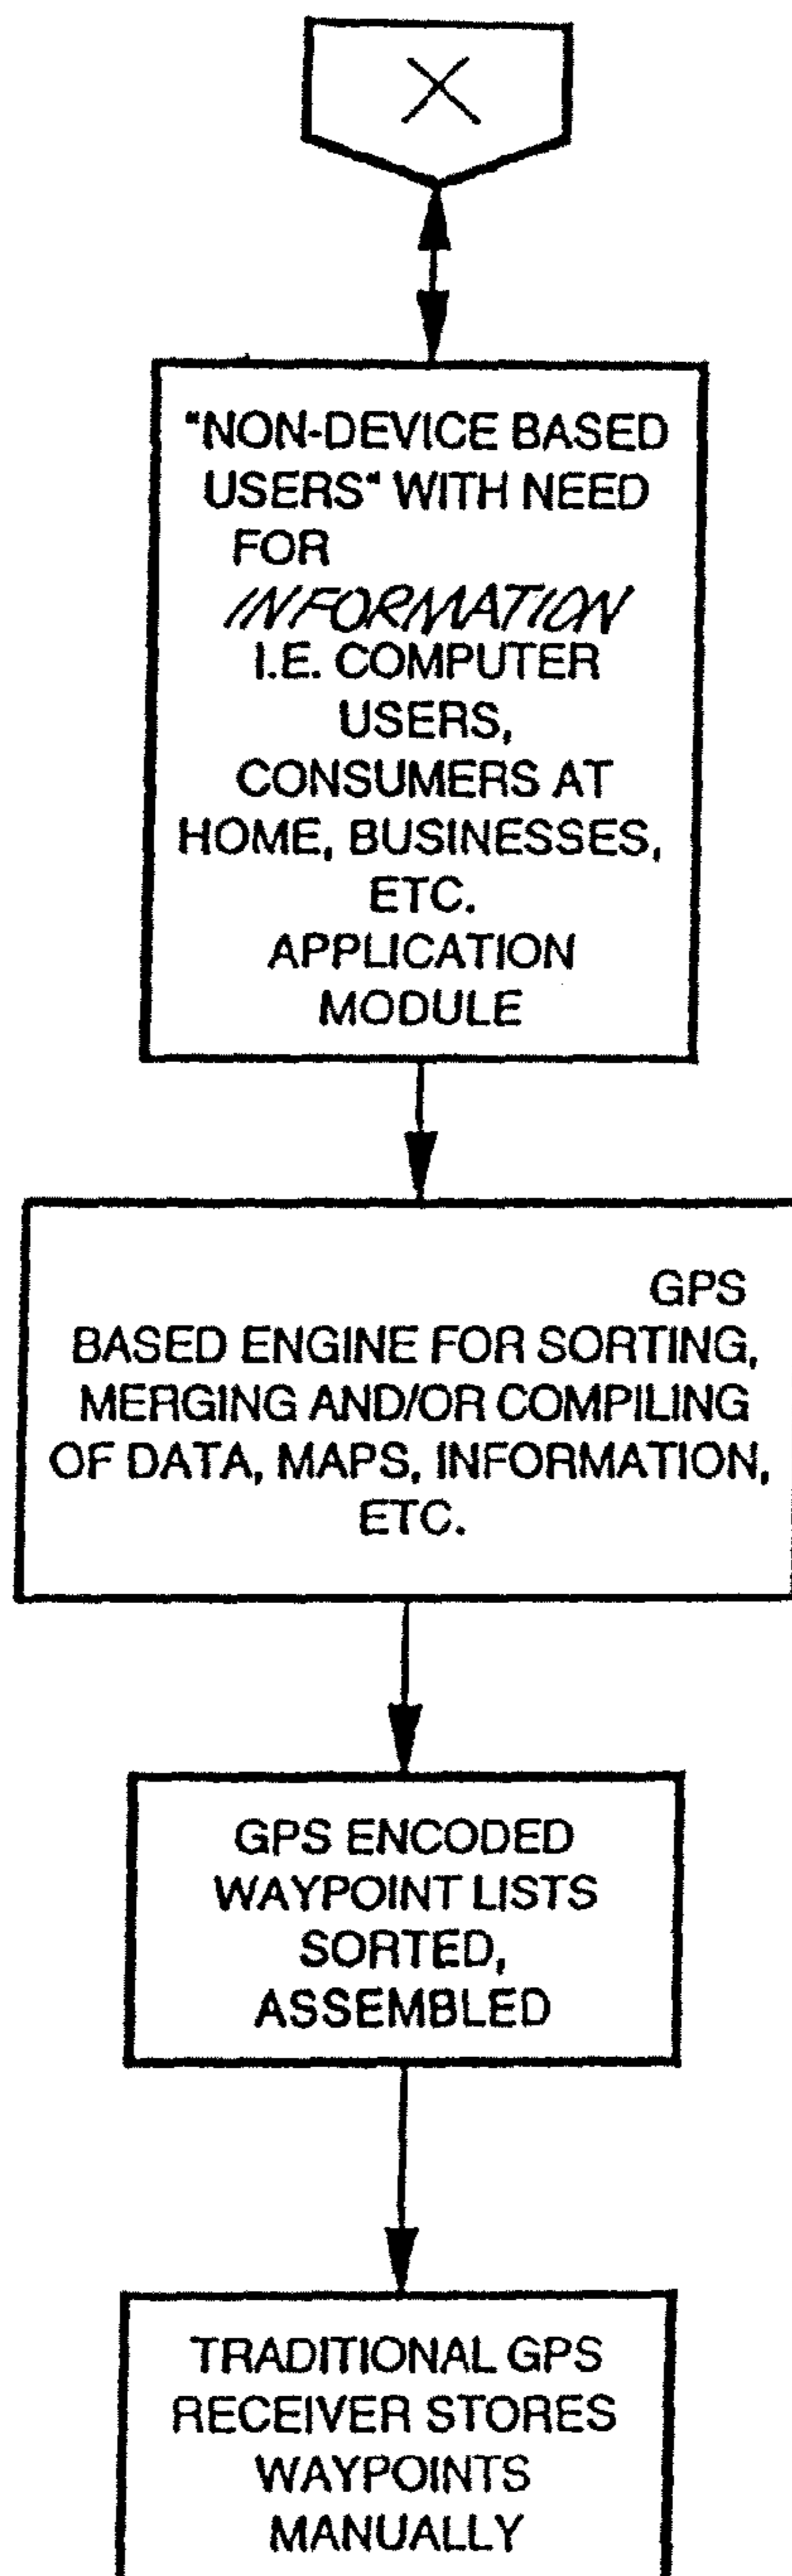 X
"NON-DEVICE BASED
USERS" WITH NEED
FOR
INFORMATION
I.E. COMPUTER
USERS,
CONSUMERS AT
HOME, BUSINESSES,
ETC.
APPLICATION
MODULE
GPS
BASED ENGINE FOR SORTING,
MERGING AND/OR COMPILING
OF DATA, MAPS, INFORMATION,
ETC.
GPS ENCODED
WAYPOINT LISTS
SORTED,
ASSEMBLED
TRADITIONAL GPS
RECEIVER STORES
WAYPOINTS
MANUALLY